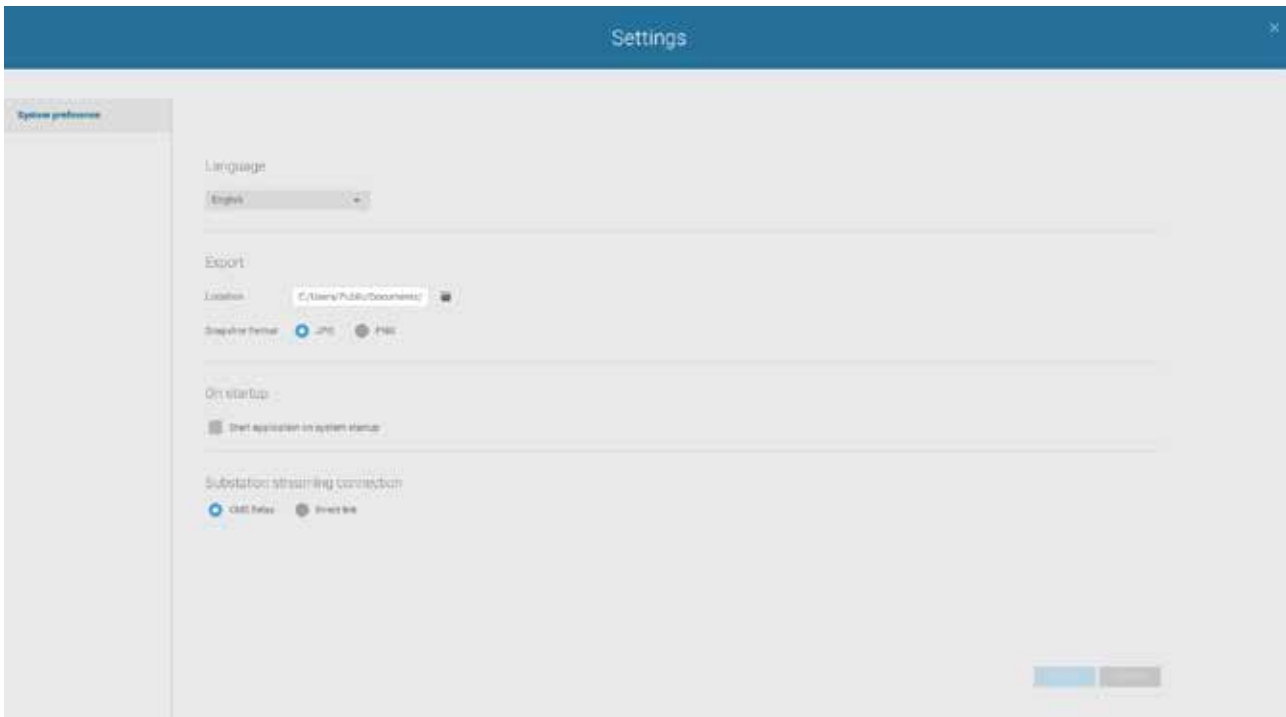 Settings
×
System preference
Language
English
Export
Location C:/Users/Public/Documents/
Snapshot format JPG PNG
On startup
Start application on system startup
Substation streaming connection
CMS Relay Direct link